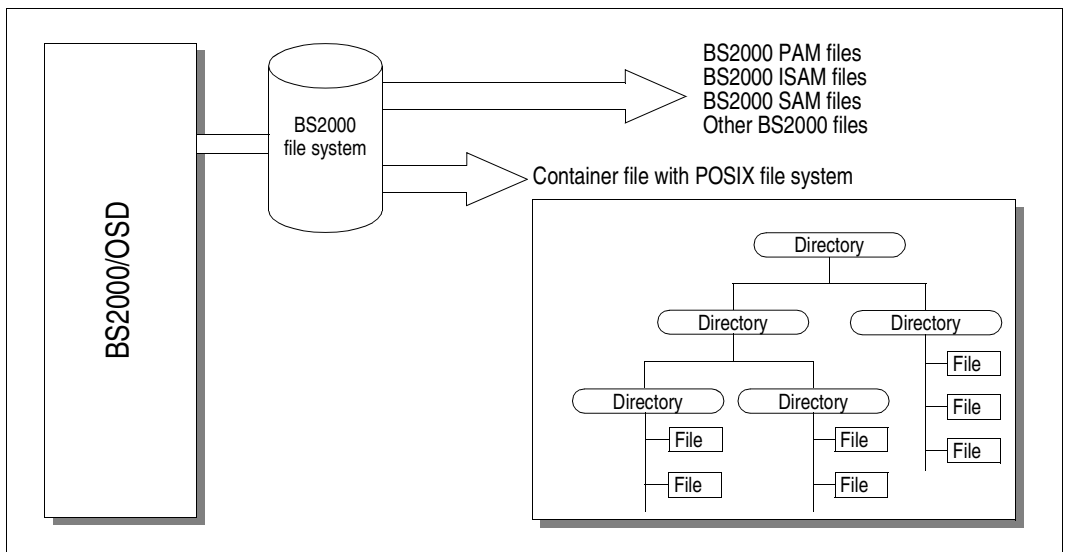 BS2000/OSD
BS2000
file system
BS2000 PAM files
BS2000 ISAM files
BS2000 SAM files
Other BS2000 files
Container file with POSIX file system
Directory
Directory
Directory
File
File
File
Directory
Directory
File
File
File
File